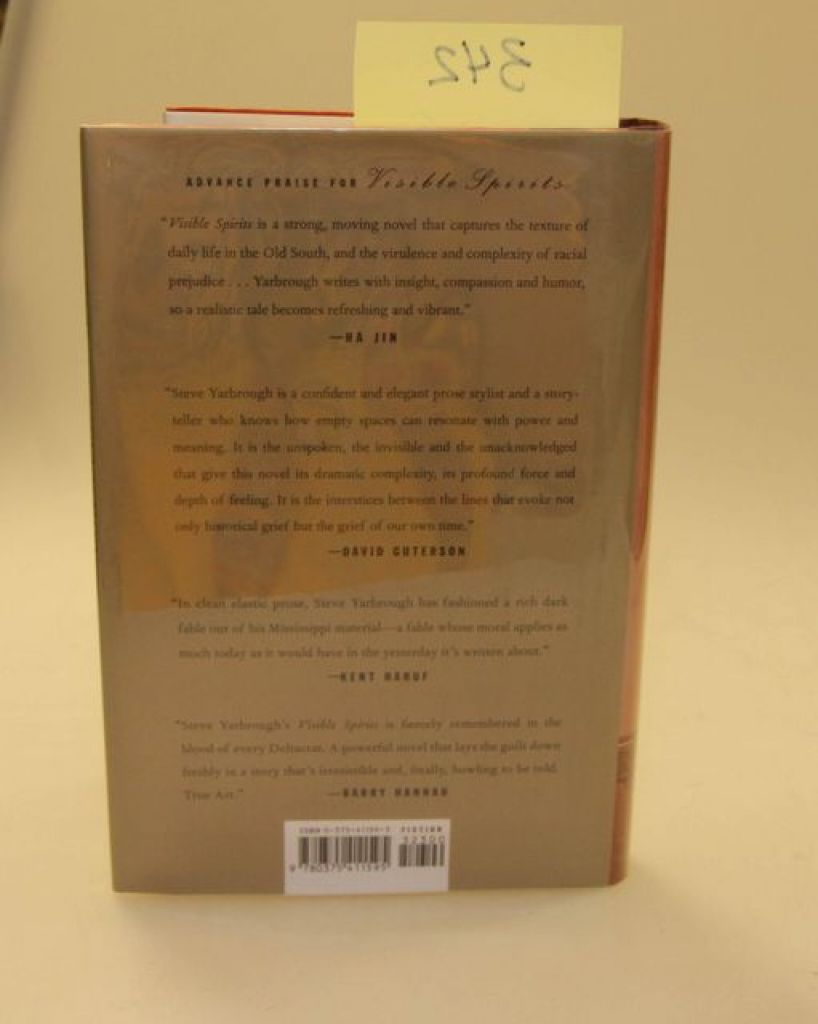 342
ADVANCE PRAISE FOR Visible Spirits
"Visible Spirits is a strong, moving novel that captures the texture of
daily life in the Old South, and the virulence and complexity of racial
prejudice . . . Yarbrough writes with insight, compassion and humor,
so a realistic tale becomes refreshing and vibrant."
—HA JIN
"Steve Yarbrough is a confident and elegant prose stylist and a story-
teller who knows how empty spaces can resonate with power and
meaning. It is the unspoken, the invisible and the unacknowledged
that give this novel its dramatic complexity, its profound force and
depth of feeling. It is the interstices between the lines that evoke not
only historical grief but the grief of our own time."
—DAVID GUTERSON
"In clean elastic prose, Steve Yarbrough has fashioned a rich dark
fable out of his Mississippi material—a fable whose moral applies as
much today as it would have in the yesterday it's written about."
—KENT HARUF
"Steve Yarbrough's Visible Spirits is fiercely remembered in the
blood of every Deltactat. A powerful novel that lays the guilt down
freshly in a story that's irresistible and, finally, howling to be told.
True Art."
—BARRY HANNAH
FICTION
52300
9 780375 411595